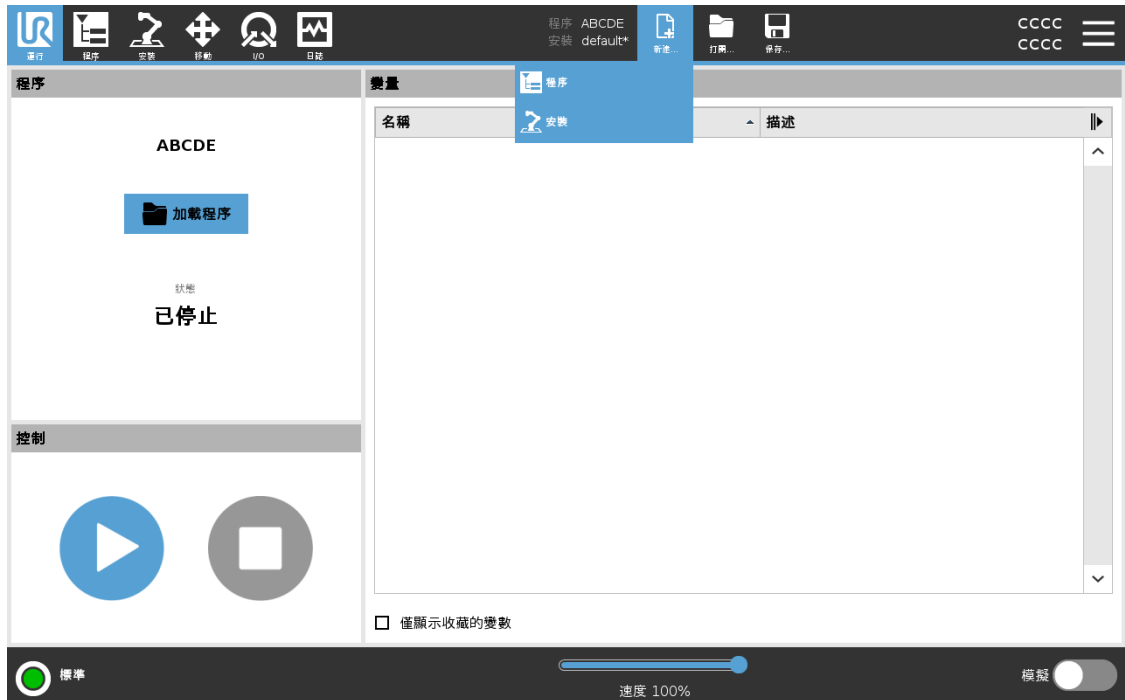 運行
程序
安裝
移動
I/O
日誌
程序 ABCDE
安裝 default*
新建...
打開...
保存...
CCCC
CCCC
程序
安裝
程序
ABCDE
加載程序
狀態
已停止
變量
名稱
描述
控制
僅顯示收藏的變數
標準
速度 100%
模擬